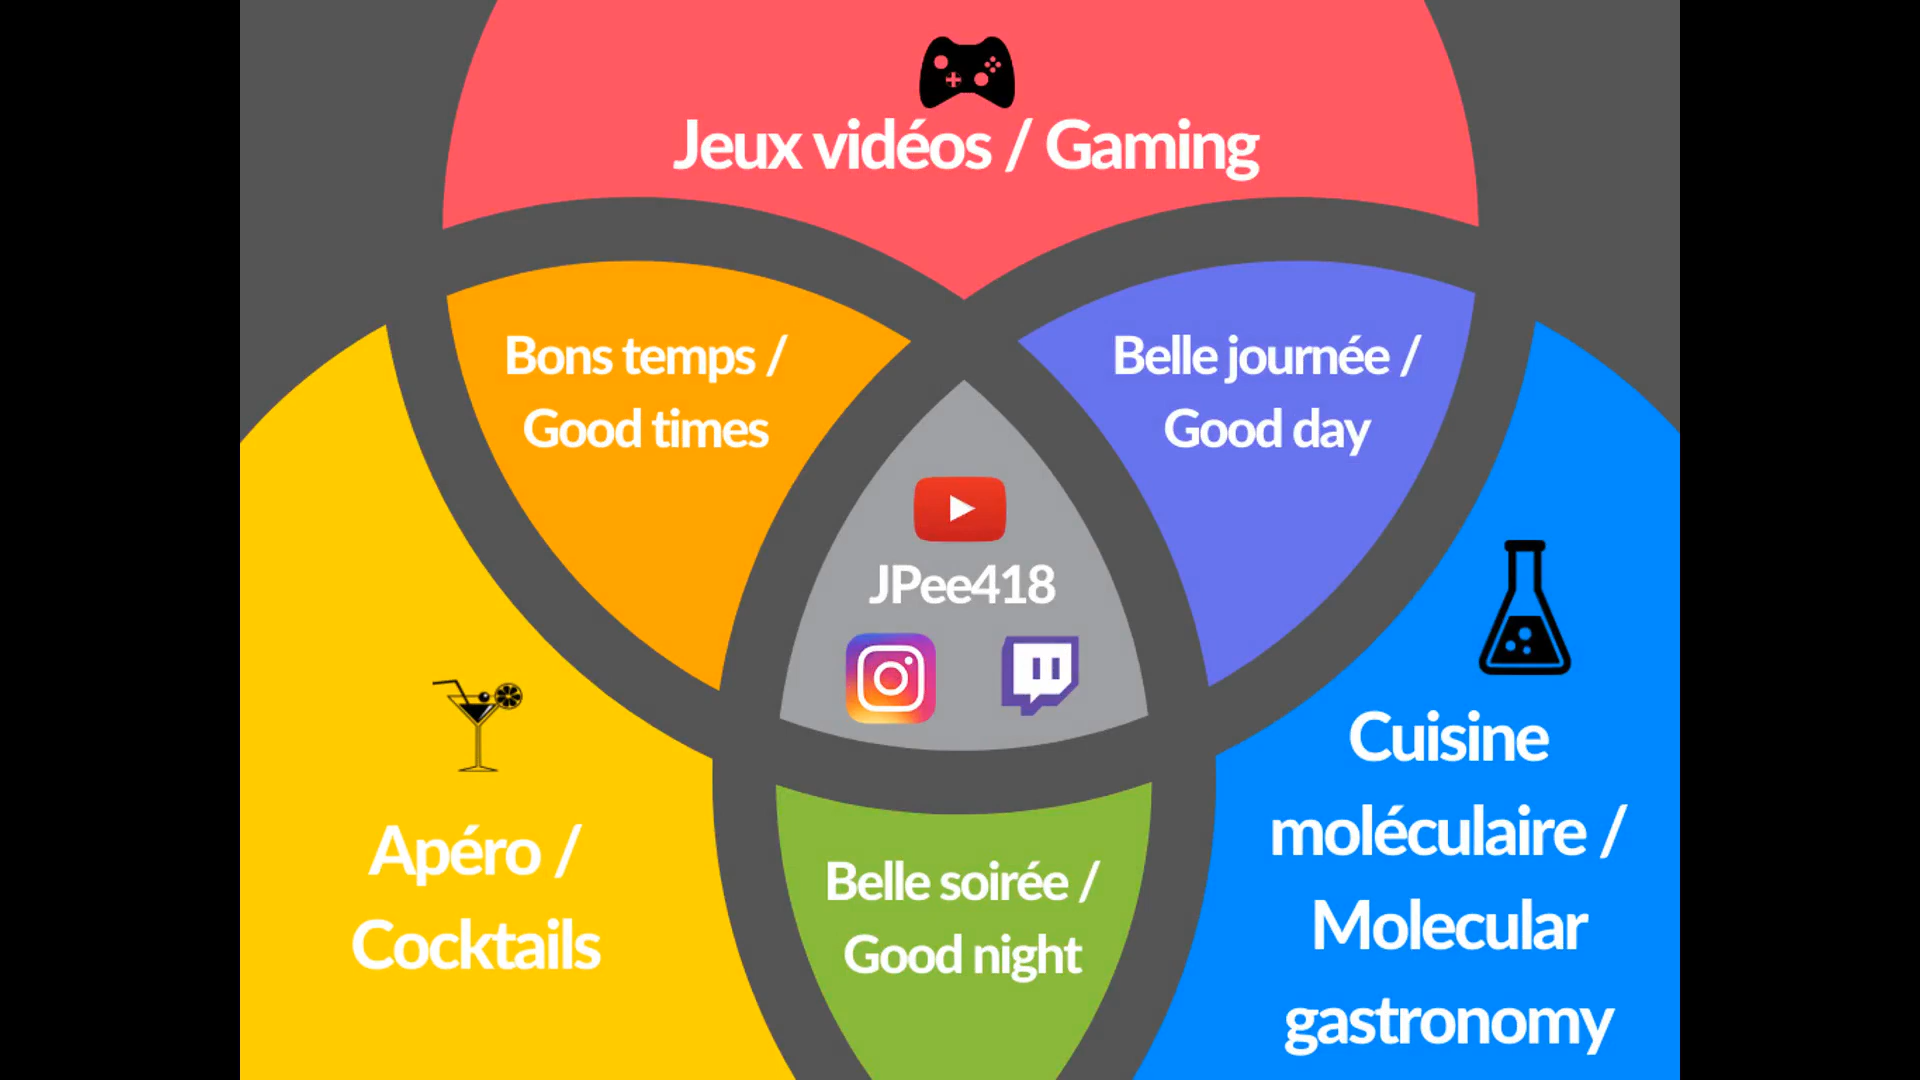 Jeux vidéos / Gaming
Bons temps /
Good times
Belle journée /
Good day
JPee418
Apéro /
Cocktails
Belle soirée /
Good night
Cuisine
moléculaire /
Molecular
gastronomy